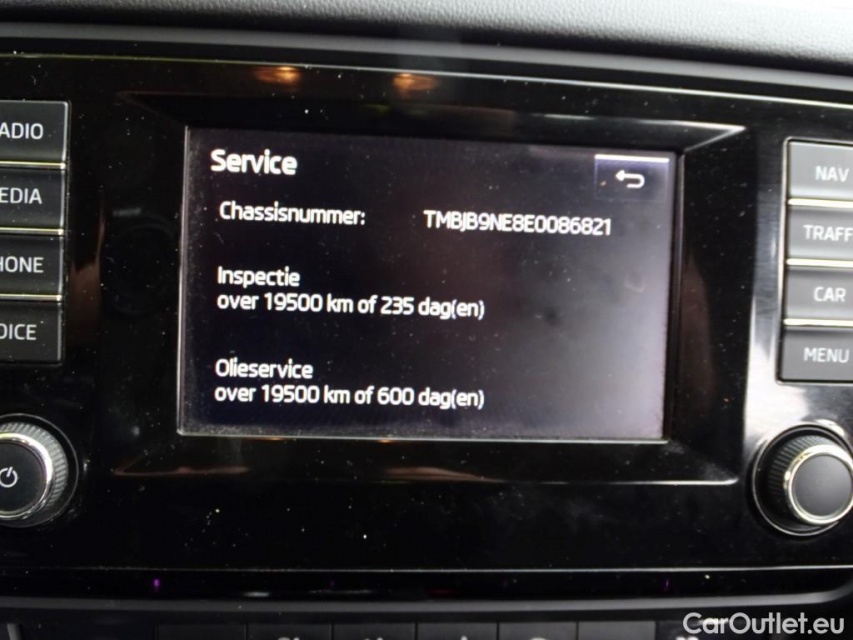 Service
Chassisnummer: TMBJB9NE8E0086821
Inspectie
over 19500 km of 235 dag(en)
Olieservice
over 19500 km of 600 dag(en)
ADIO
EDIA
HONE
OICE
NAV
TRAFF
CAR
MENU
CarOutlet.eu